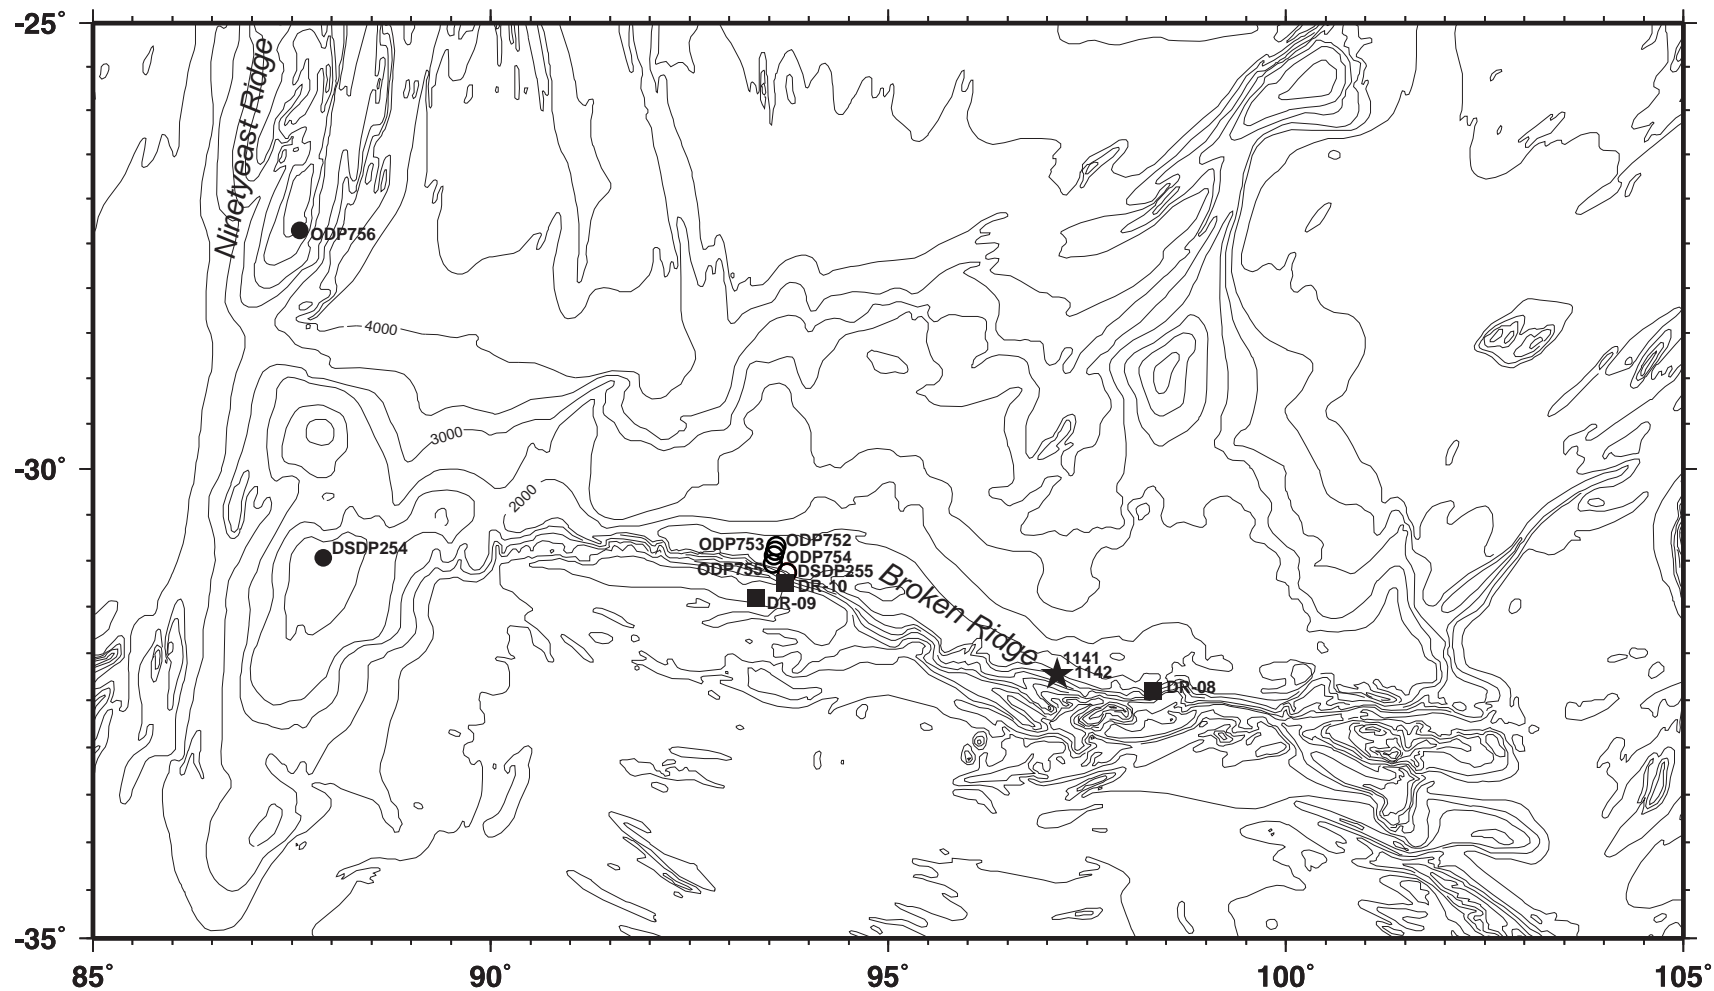 -25°
Ninetyeast Ridge
ODP756
4000
3000
-30°
2000
DSDP254
ODP753
ODP752
ODP754
ODP755
DSDP255
DR-10
DR-09
Broken Ridge
1141
1142
DR-08
-35°
85°
90°
95°
100°
105°